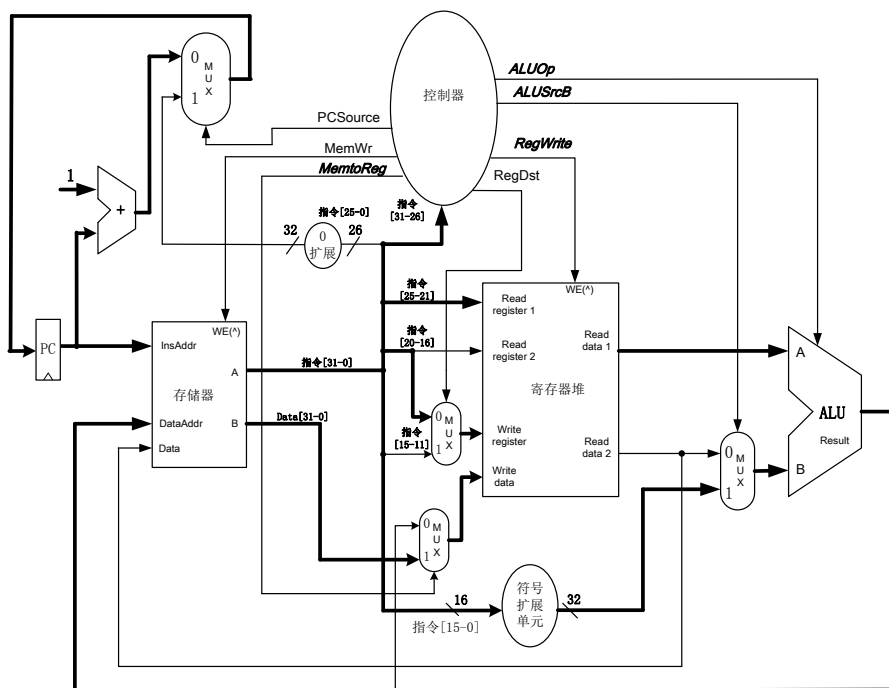 0
M
U
X
1
控制器
ALUOp
ALUSrcB
PCSource
MemWr
MemtoReg
RegWrite
RegDst
1
+
指令[25-0]
指令
[31-26]
32
0
扩展
26
PC
WE(^)
InsAddr
存储器
A
DataAddr
B
Data
指令[31-0]
Data[31-0]
指令
[25-21]
指令
[20-16]
指令
[15-11]
0
M
U
X
1
WE(^)
Read
register 1
Read
register 2
Read
data 1
寄存器堆
Write
register
Read
data 2
Write
data
0
M
U
X
1
0
M
U
X
1
A
ALU
Result
B
16
指令[15-0]
符号
扩展
单元
32